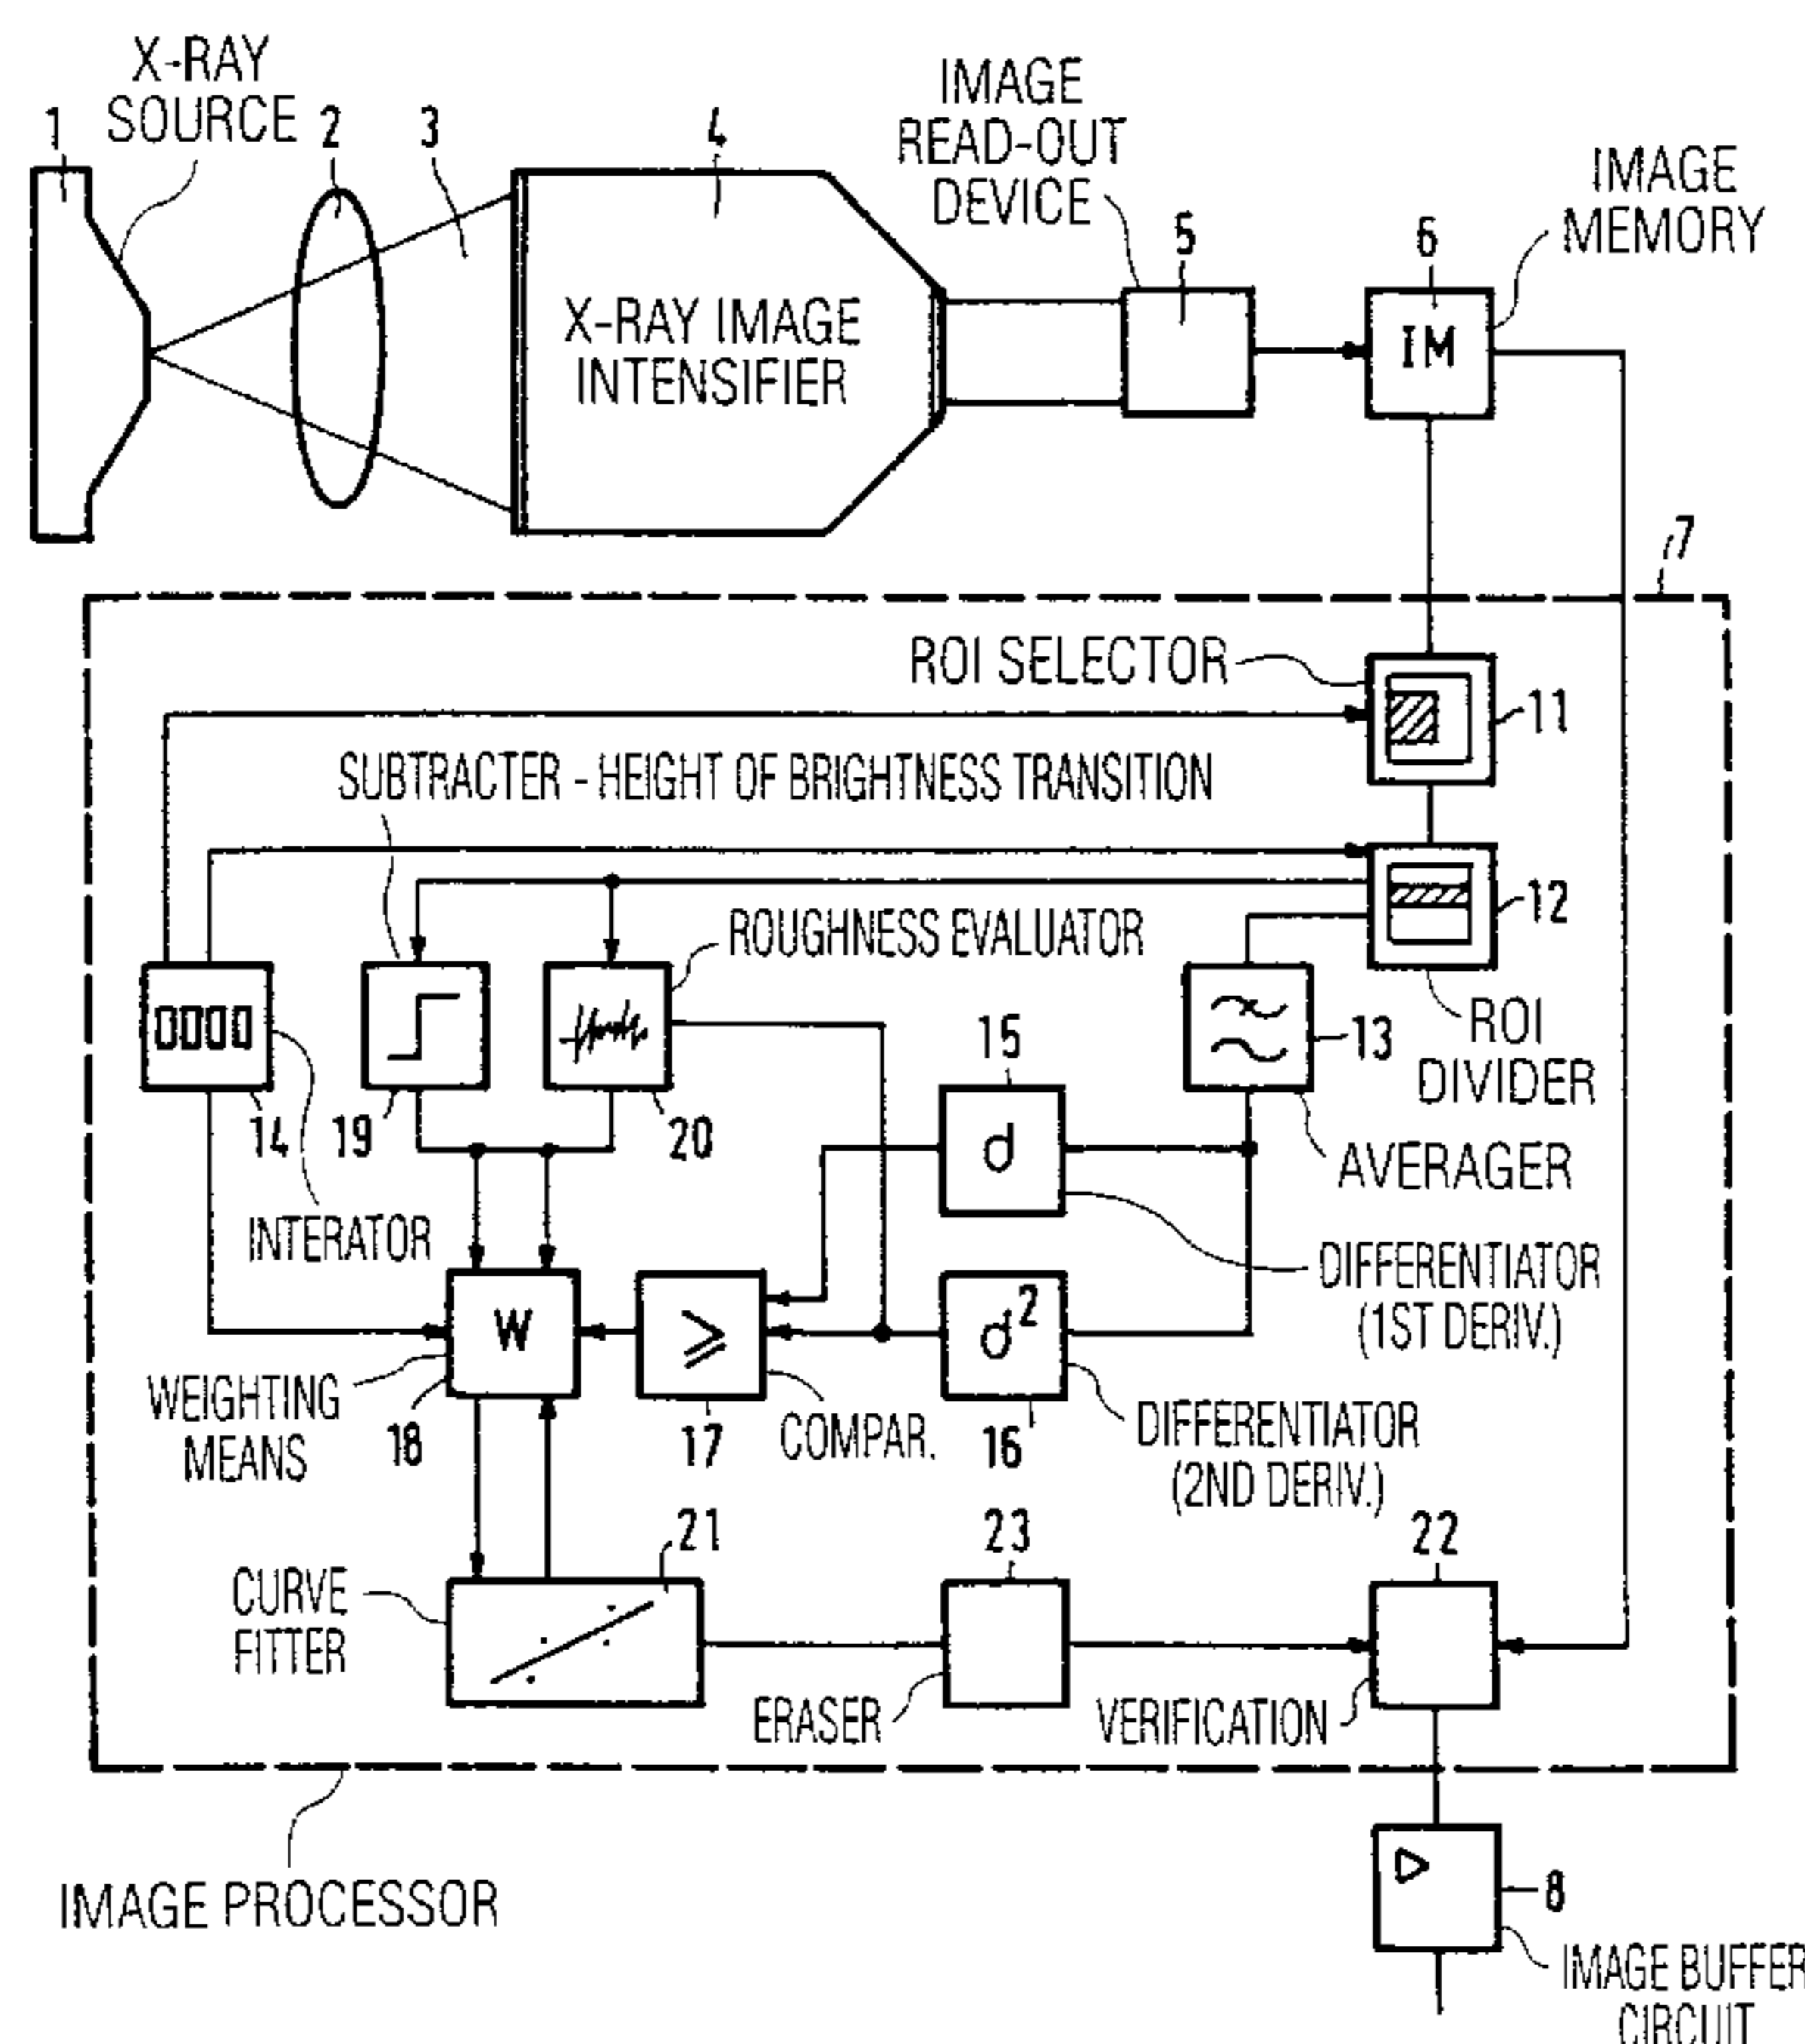 X-RAY
SOURCE
1
2
3
4
IMAGE
READ-OUT
DEVICE
5
6
IMAGE
MEMORY
X-RAY IMAGE
INTENSIFIER
IM
7
ROI SELECTOR
11
SUBTRACTER - HEIGHT OF BRIGHTNESS TRANSITION
12
ROUGHNESS EVALUATOR
ROI
DIVIDER
13
15
14
19
20
d
AVERAGER
INTERATOR
DIFFERENTIATOR
(1ST DERIV.)
W
≥
d²
WEIGHTING
MEANS
18
17
COMPAR.
16
DIFFERENTIATOR
(2ND DERIV.)
21
23
22
CURVE
FITTER
ERASER
VERIFICATION
IMAGE PROCESSOR
8
IMAGE BUFFER
CIRCUIT